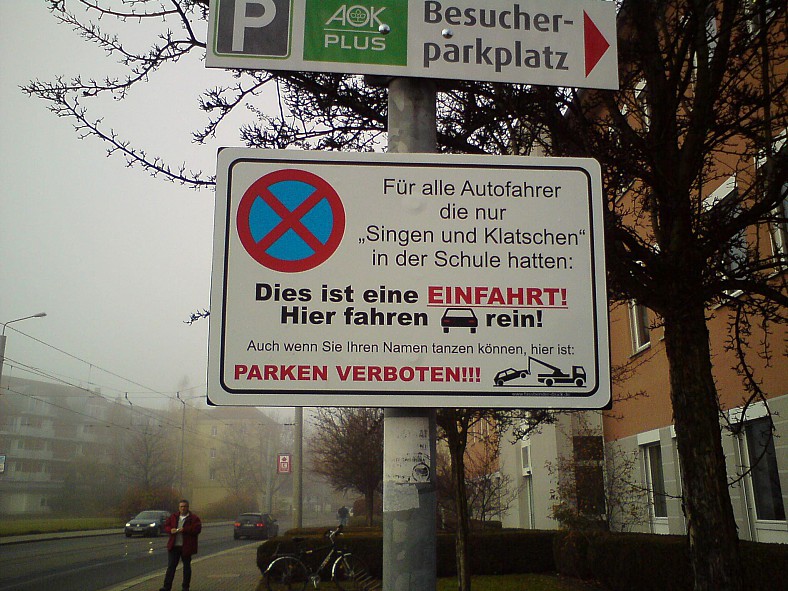 P
AOK
PLUS
Besucher-
parkplatz
Für alle Autofahrer
die nur
„Singen und Klatschen“
in der Schule hatten:
Dies ist eine EINFAHRT!
Hier fahren rein!
Auch wenn Sie Ihren Namen tanzen können, hier ist:
PARKEN VERBOTEN!!!